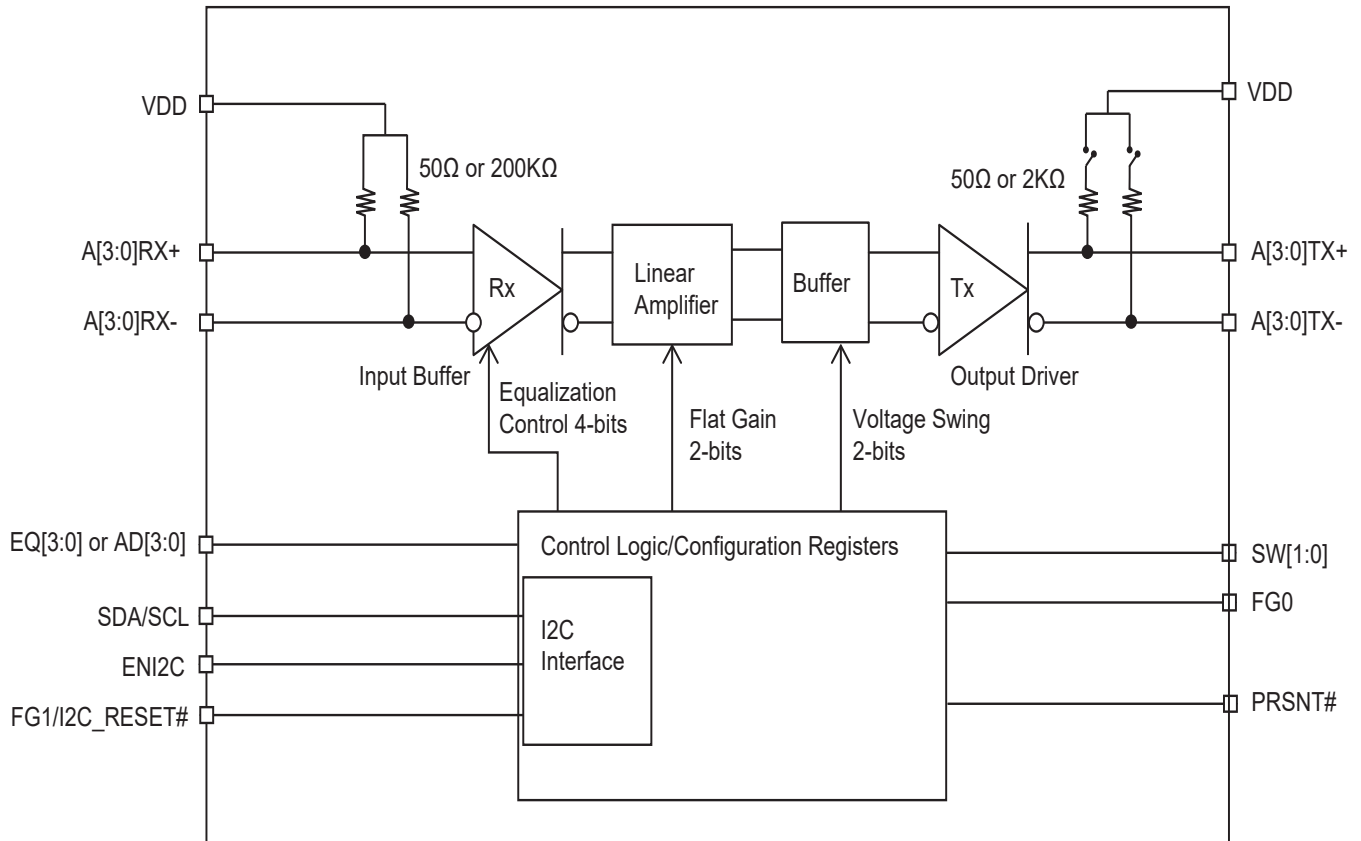 VDD
VDD
50Ω or 200KΩ
50Ω or 2KΩ
A[3:0]RX+
A[3:0]RX-
Rx
Linear
Amplifier
Buffer
Tx
A[3:0]TX+
A[3:0]TX-
Input Buffer
Output Driver
Equalization
Control 4-bits
Flat Gain
2-bits
Voltage Swing
2-bits
EQ[3:0] or AD[3:0]
SDA/SCL
ENI2C
FG1/I2C_RESET#
Control Logic/Configuration Registers
I2C
Interface
SW[1:0]
FG0
PRSNT#